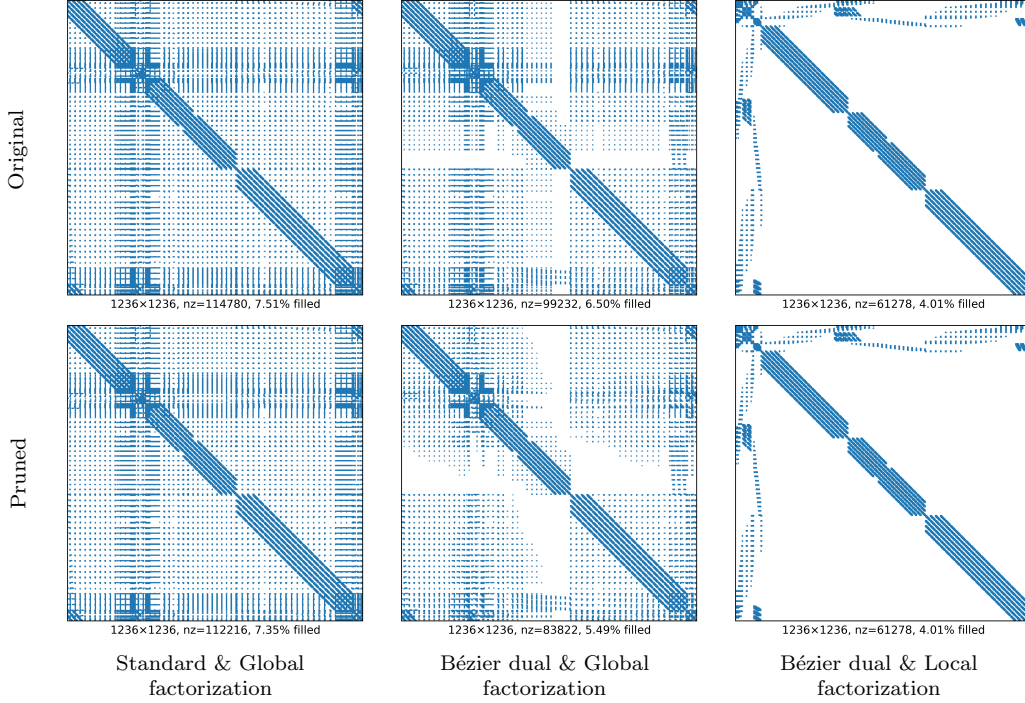 Original
1236×1236, nz=114780, 7.51% filled
1236×1236, nz=99232, 6.50% filled
1236×1236, nz=61278, 4.01% filled
Pruned
1236×1236, nz=112216, 7.35% filled
1236×1236, nz=83822, 5.49% filled
1236×1236, nz=61278, 4.01% filled
Standard & Global
factorization
Bézier dual & Global
factorization
Bézier dual & Local
factorization